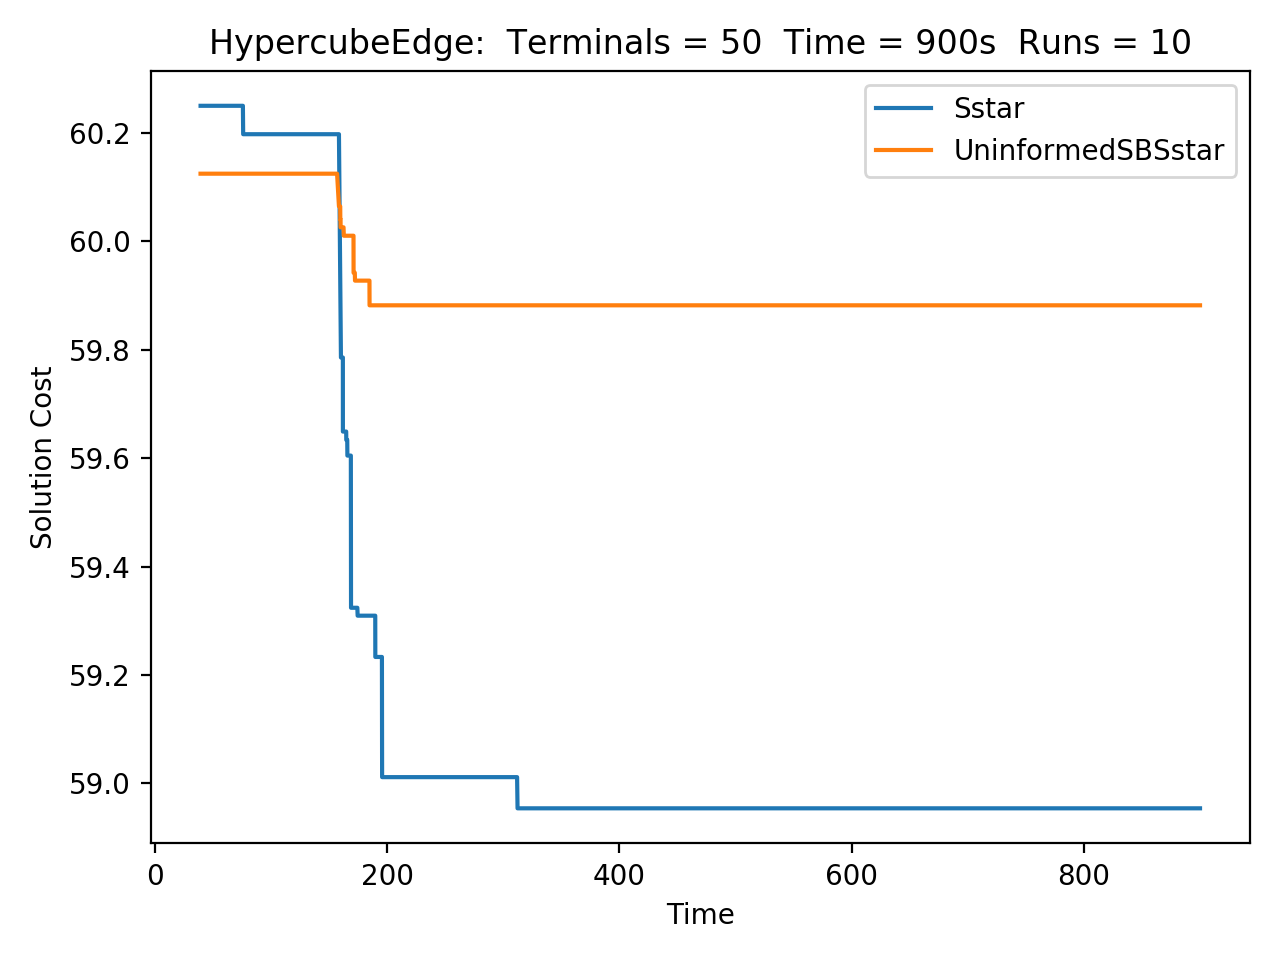 HypercubeEdge:  Terminals = 50  Time = 900s  Runs = 10
Sstar
UninformedSBSstar
60.2
60.0
59.8
59.6
59.4
59.2
59.0
Solution Cost
0 200 400 600 800
Time